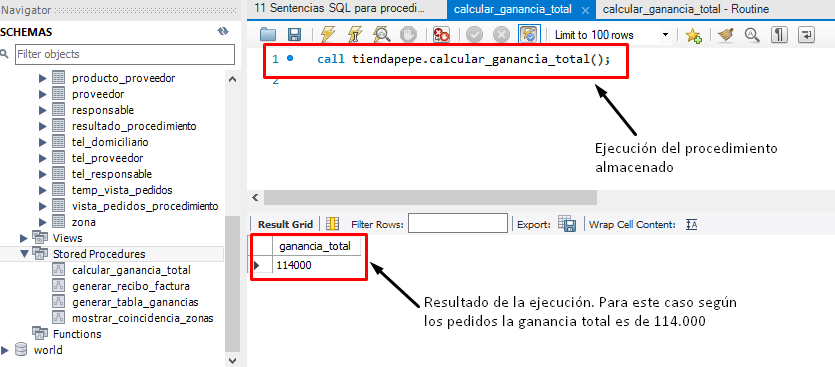 Navigator
SCHEMAS
Filter objects
producto_proveedor
proveedor
responsable
resultado_procedimiento
tel_domiciliario
tel_proveedor
tel_responsable
temp_vista_pedidos
vista_pedidos_procedimiento
zona
Views
Stored Procedures
calcular_ganancia_total
generar_recibo_factura
generar_tabla_ganancias
mostrar_coincidencia_zonas
Functions
world
11 Sentencias SQL para procedi...
calcular_ganancia_total
calcular_ganancia_total - Routine
Limit to 100 rows
1 call tiendapepe.calcular_ganancia_total();
2
Ejecución del procedimiento
almacenado
Result Grid Filter Rows: Export: Wrap Cell Content:
ganancia_total
114000
Resultado de la ejecución. Para este caso según
los pedidos la ganancia total es de 114.000